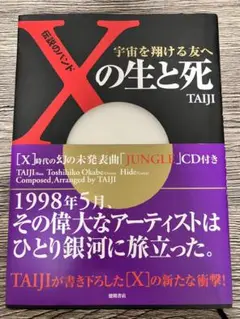 宇宙を翔ける友へ
伝説のバンド
Xの生と死
TAIJI
[X]時代の幻の未発表曲「JUNGLE」CD付き
TAIJI Toshihiko Okabe Hide
Composed, Arranged by TAIJI
1998年5月、
その偉大なアーティストは
ひとり銀河に旅立った。
TAIJIが書き下ろした[X]の新たな衝撃!
徳間書店